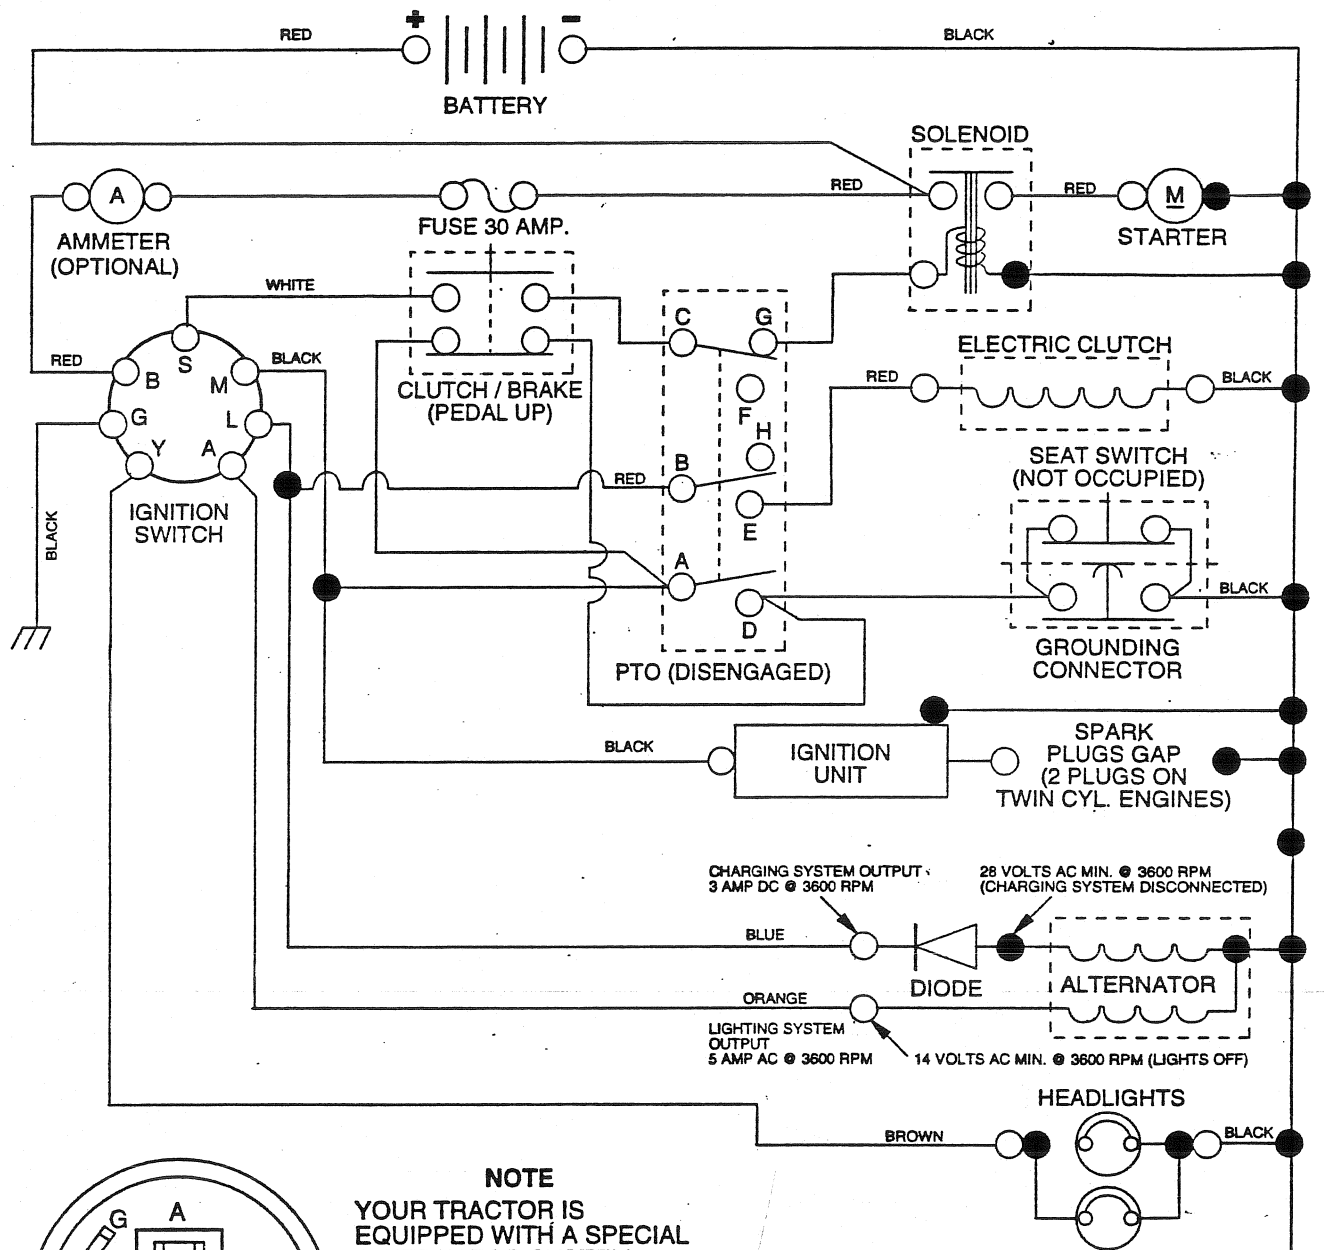 + −
RED
BLACK
BATTERY
SOLENOID
A
RED
RED
M
FUSE 30 AMP.
STARTER
AMMETER
(OPTIONAL)
WHITE
C G
S
ELECTRIC CLUTCH
RED
B
BLACK
M
RED
BLACK
CLUTCH / BRAKE
(PEDAL UP)
F
G
L
H
Y
A
B
RED
SEAT SWITCH
(NOT OCCUPIED)
IGNITION
SWITCH
E
BLACK
A
BLACK
D
GROUNDING
CONNECTOR
PTO (DISENGAGED)
BLACK
IGNITION
UNIT
SPARK
PLUGS GAP
(2 PLUGS ON
TWIN CYL. ENGINES)
CHARGING SYSTEM OUTPUT
3 AMP DC @ 3600 RPM
28 VOLTS AC MIN. @ 3600 RPM
(CHARGING SYSTEM DISCONNECTED)
BLUE
DIODE
ALTERNATOR
ORANGE
LIGHTING SYSTEM
OUTPUT
5 AMP AC @ 3600 RPM
14 VOLTS AC MIN. @ 3600 RPM (LIGHTS OFF)
HEADLIGHTS
BROWN
BLACK
NOTE
YOUR TRACTOR IS
EQUIPPED WITH A SPECIAL
G A